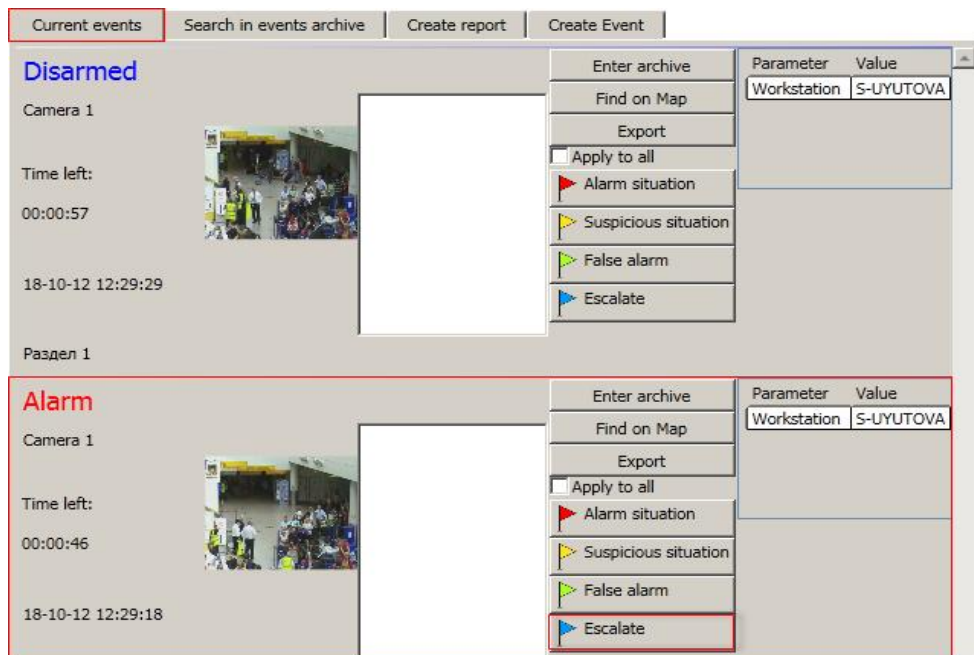 Current events
Search in events archive
Create report
Create Event
Disarmed
Camera 1
Time left:
00:00:57
18-10-12 12:29:29
Раздел 1
Enter archive
Find on Map
Export
Apply to all
Alarm situation
Suspicious situation
False alarm
Escalate
Parameter Value
Workstation S-UYUTOVA
Alarm
Camera 1
Time left:
00:00:46
18-10-12 12:29:18
Enter archive
Find on Map
Export
Apply to all
Alarm situation
Suspicious situation
False alarm
Escalate
Parameter Value
Workstation S-UYUTOVA